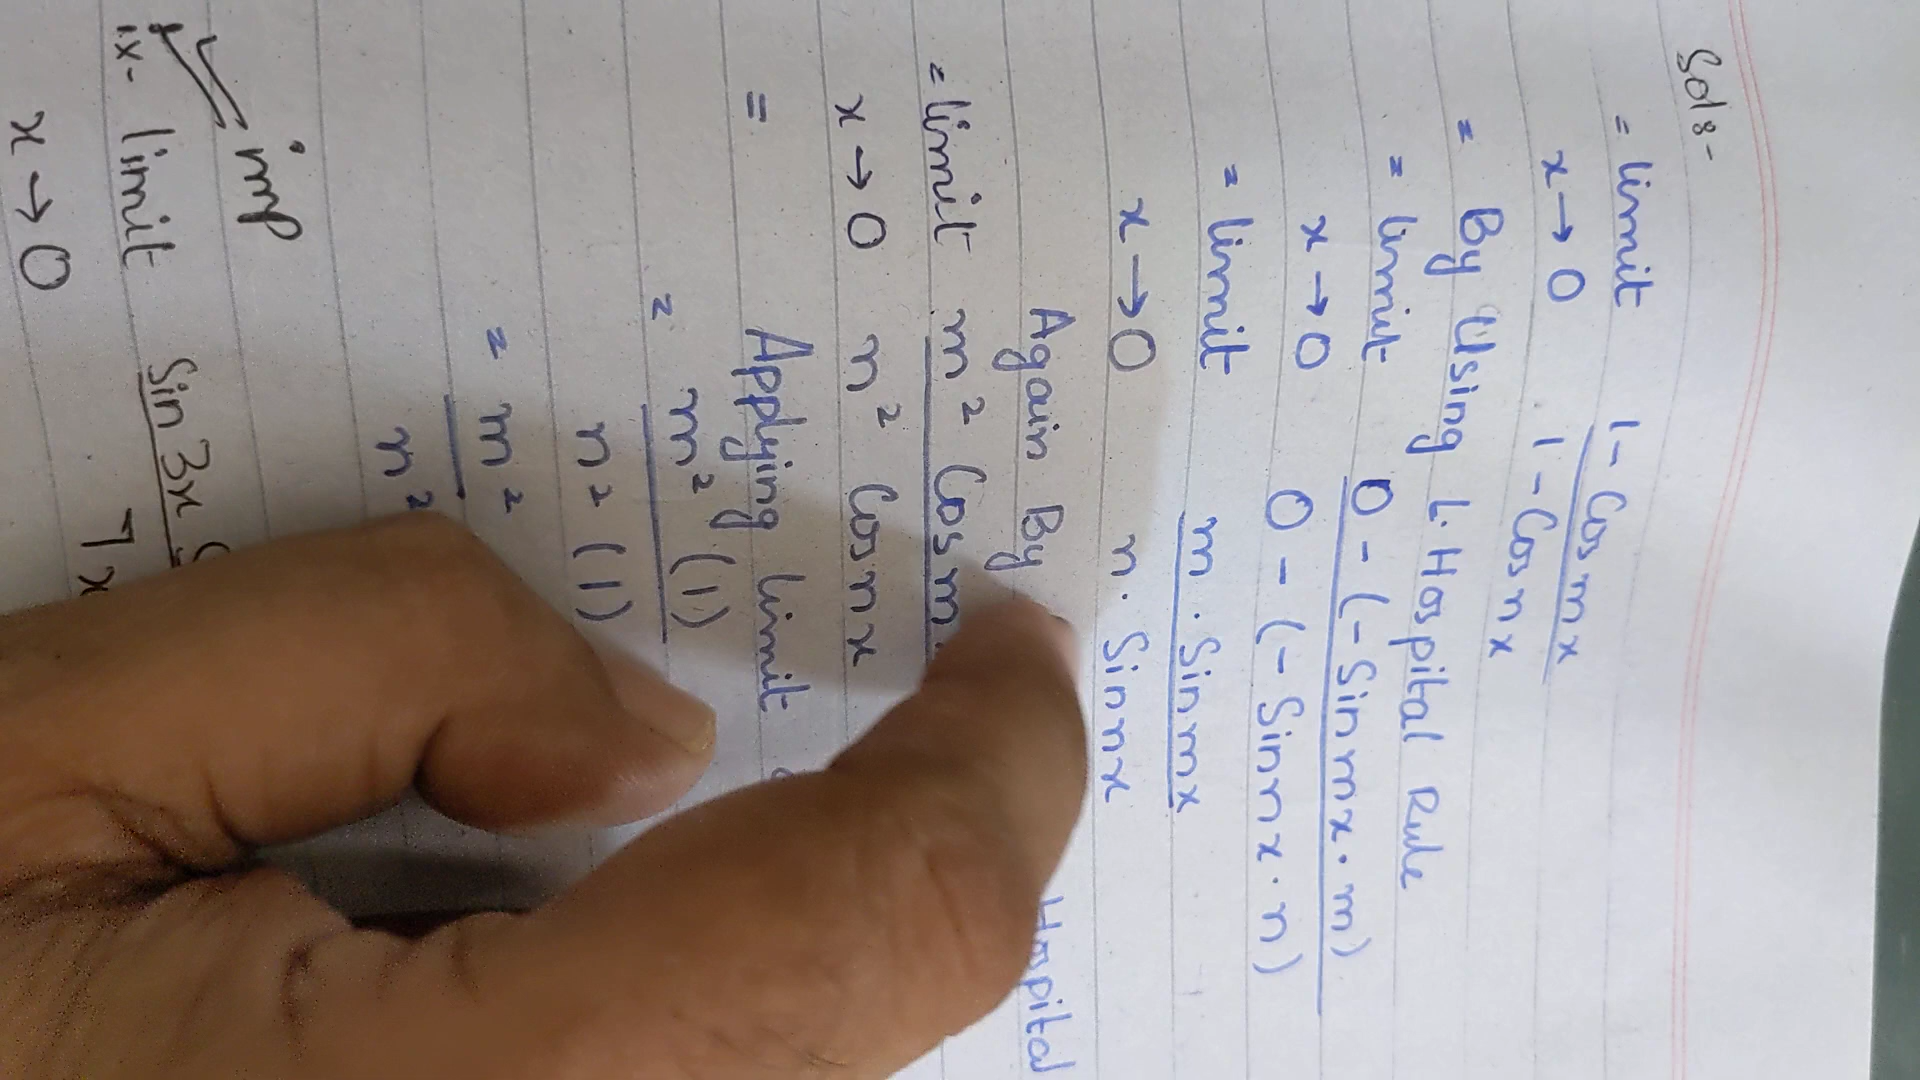 Sol:-
= limit 1 - Cos mx
x → 0 1 - Cos nx
= By Using L. Hospital Rule
= limit 0 - (- Sin mx . m)
x → 0 0 - (- Sin nx . n)
= limit m . Sin mx
x → 0 n . Sin nx
Again By Hospital
= limit m² Cos m
x → 0 n² Cos nx
= Applying limit
= m² (1)
n² (1)
= m²
n²
imp
ix- limit Sin 3x
x → 0 7x